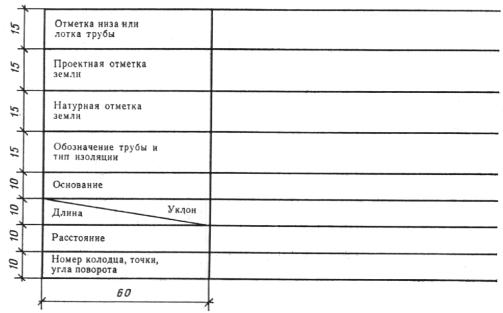 15
Отметка низа или
лотка трубы
15
Проектная отметка
земли
15
Натурная отметка
земли
15
Обозначение трубы и
тип изоляции
10
Основание
10
Длина
Уклон
10
Расстояние
10
Номер колодца, точки,
угла поворота
60